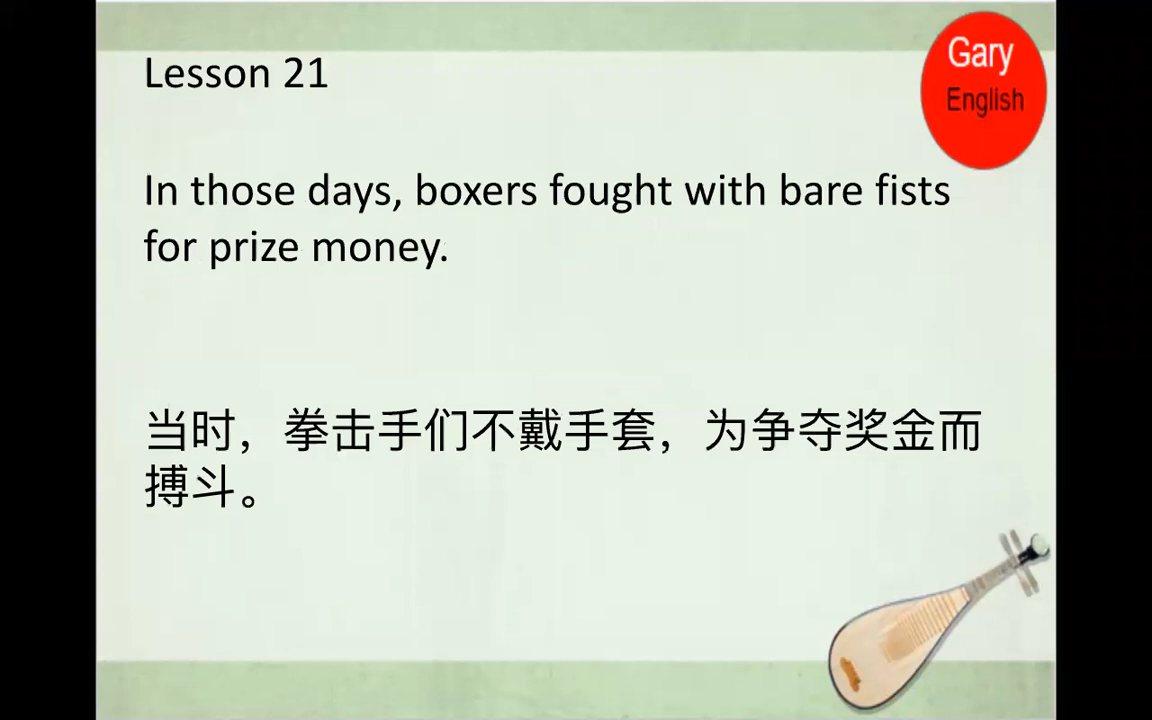 Lesson 21
Gary
English
In those days, boxers fought with bare fists
for prize money.
当时，拳击手们不戴手套，为争夺奖金而
搏斗。